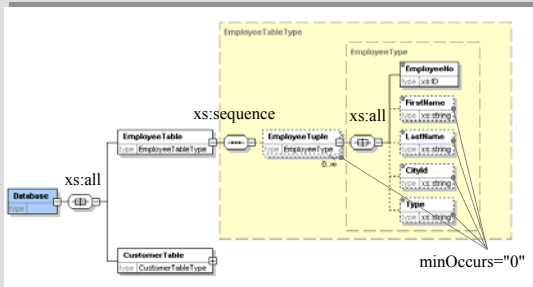 EmployeeTableType
EmployeeType
EmployeeNo
type xs:ID
xs:sequence
xs:all
FirstName
type xs:string
EmployeeTable
type EmployeeTableType
EmployeeTuple
type EmployeeType
0..∞
LastName
type xs:string
xs:all
CityId
type xs:string
Database
type
Type
type xs:string
CustomerTable
type CustomerTableType
minOccurs="0"